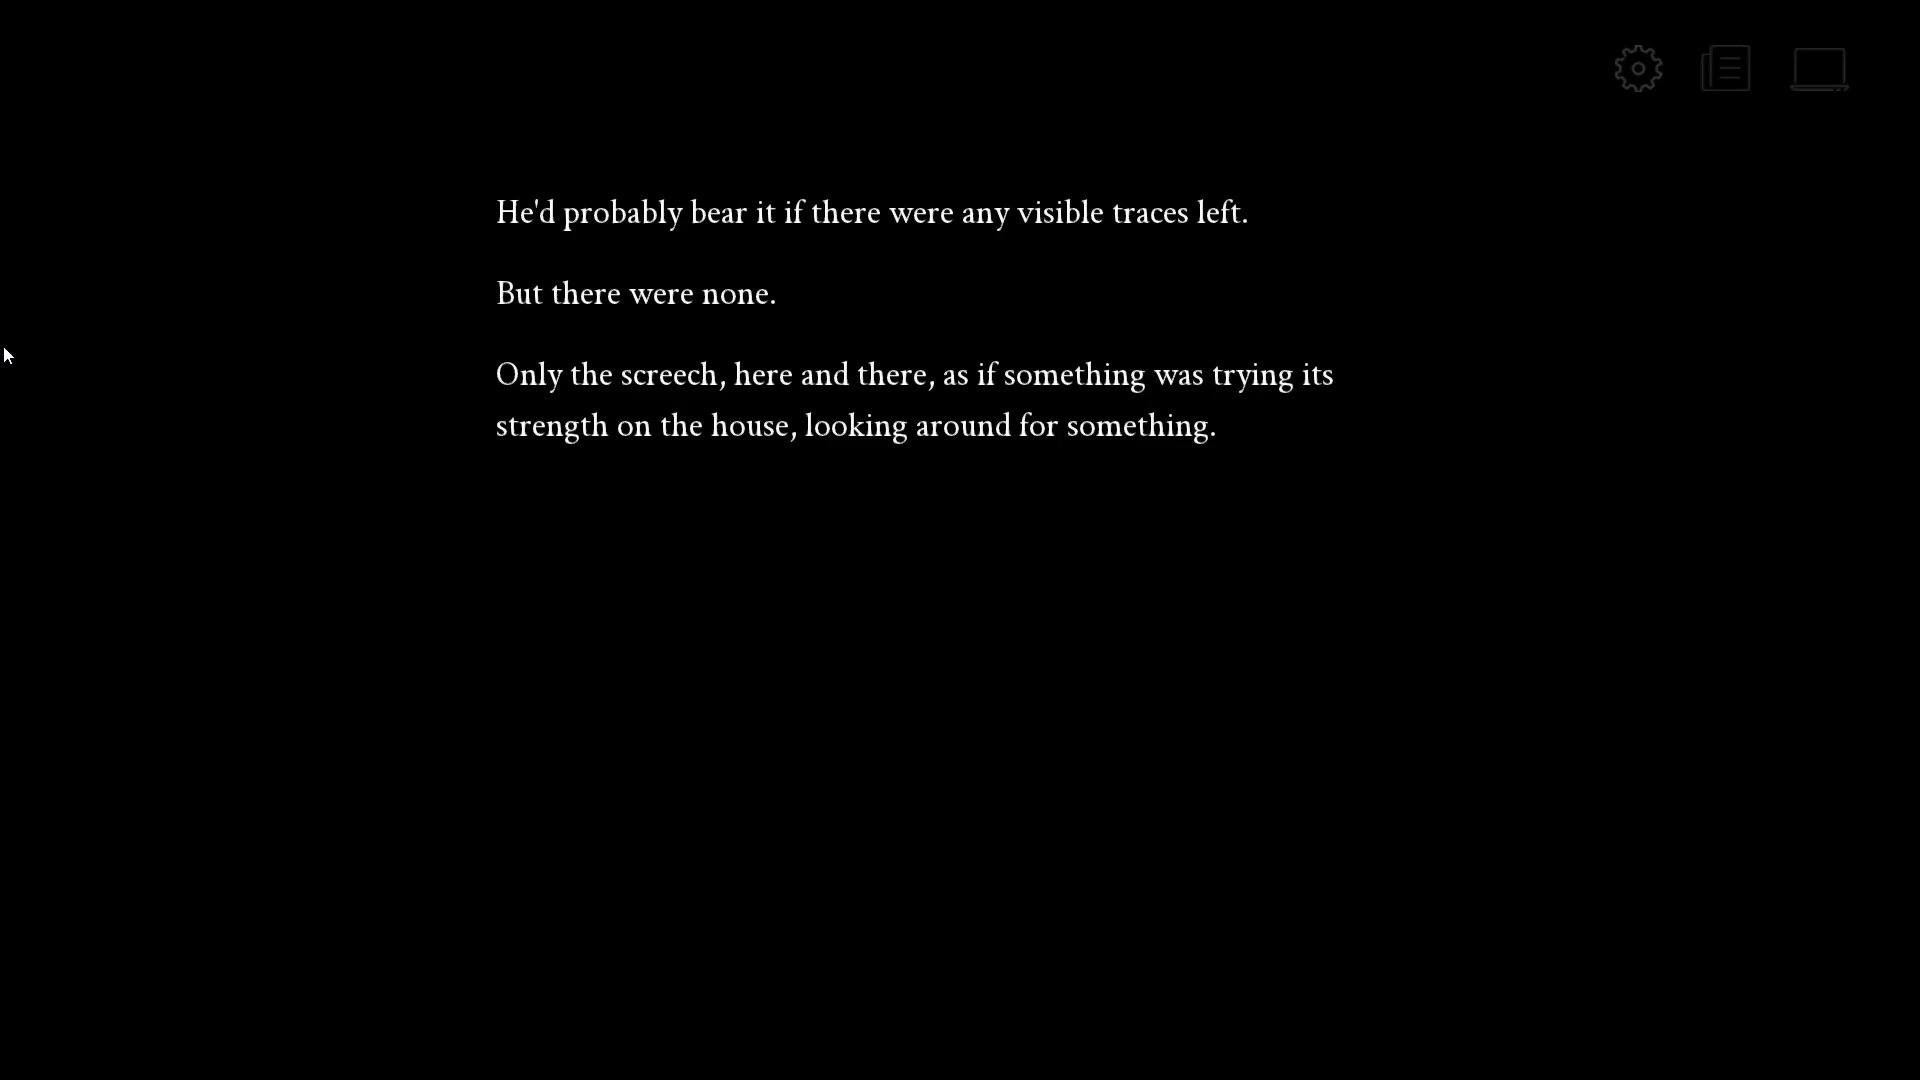 He'd probably bear it if there were any visible traces left.
But there were none.
Only the screech, here and there, as if something was trying its
strength on the house, looking around for something.